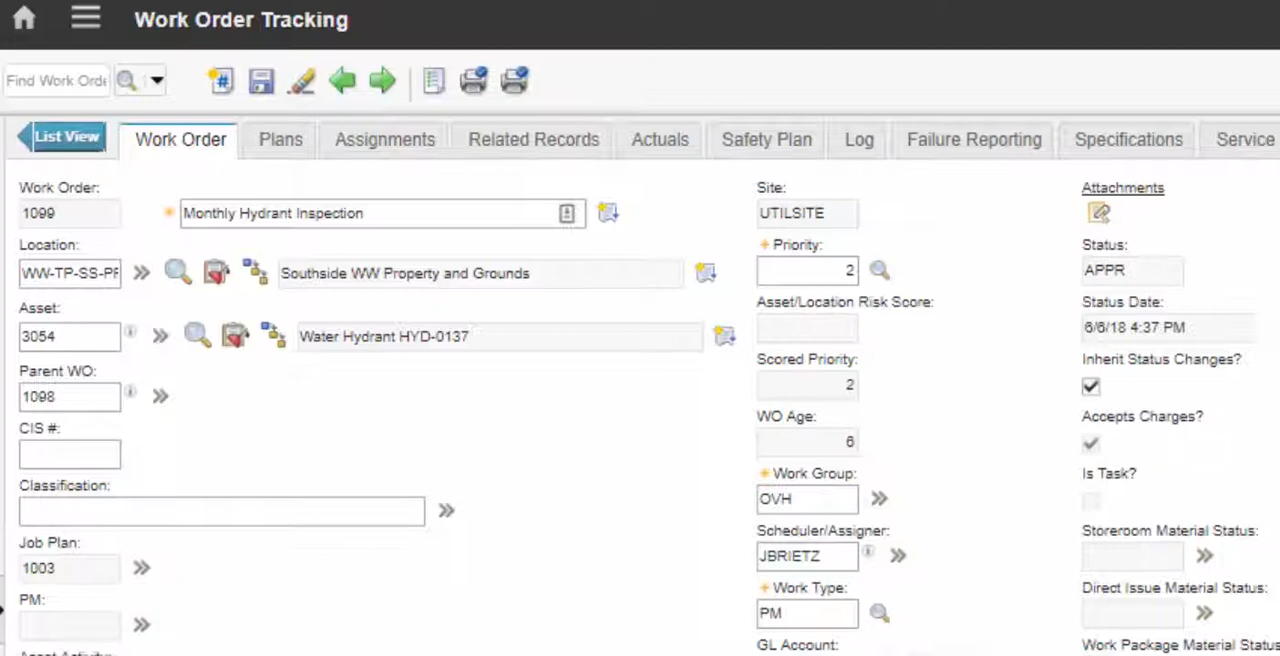 Work Order Tracking
Find Work Orde
List View
Work Order
Plans
Assignments
Related Records
Actuals
Safety Plan
Log
Failure Reporting
Specifications
Service
Work Order:
1099
Monthly Hydrant Inspection
Location:
WW-TP-SS-PF
Southside WW Property and Grounds
Asset:
3054
Water Hydrant HYD-0137
Parent WO:
1098
CIS #:
Classification:
Job Plan:
1003
PM:
Site:
UTILSITE
Priority:
2
Asset/Location Risk Score:
Scored Priority:
2
WO Age:
6
Work Group:
OVH
Scheduler/Assigner:
JBRIETZ
Work Type:
PM
GL Account:
Attachments
Status:
APPR
Status Date:
6/6/18 4:37 PM
Inherit Status Changes?
Accepts Charges?
Is Task?
Storeroom Material Status:
Direct Issue Material Status:
Work Package Material Status